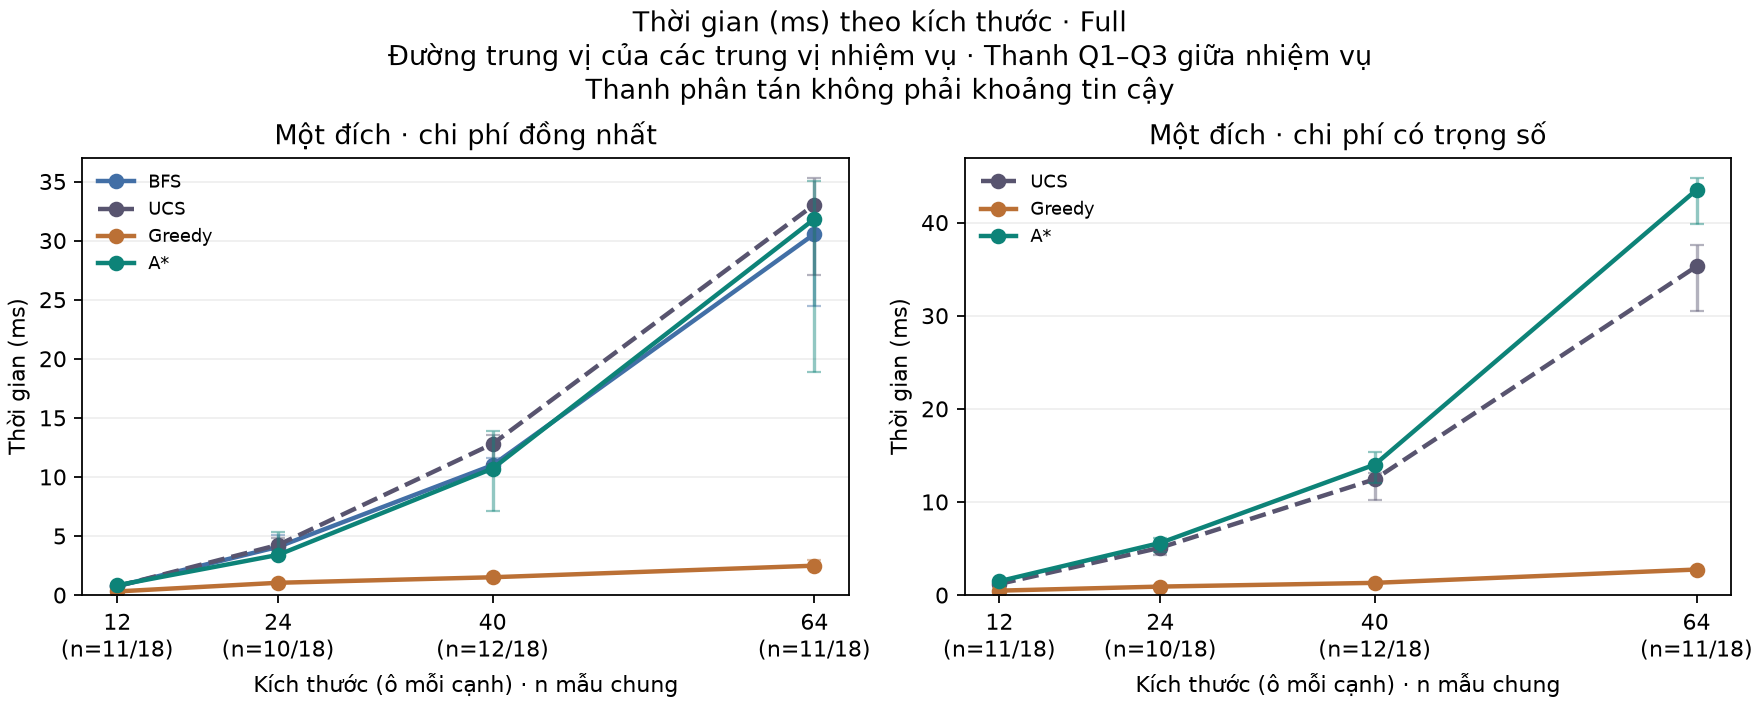 Thời gian (ms) theo kích thước · Full
Đường trung vị của các trung vị nhiệm vụ · Thanh Q1–Q3 giữa nhiệm vụ
Thanh phân tán không phải khoảng tin cậy
Một đích · chi phí đồng nhất
BFS
UCS
Greedy
A*
Thời gian (ms)
35
30
25
20
15
10
5
0
12
(n=11/18)
24
(n=10/18)
40
(n=12/18)
64
(n=11/18)
Kích thước (ô mỗi cạnh) · n mẫu chung
Một đích · chi phí có trọng số
UCS
Greedy
A*
Thời gian (ms)
40
30
20
10
0
12
(n=11/18)
24
(n=10/18)
40
(n=12/18)
64
(n=11/18)
Kích thước (ô mỗi cạnh) · n mẫu chung